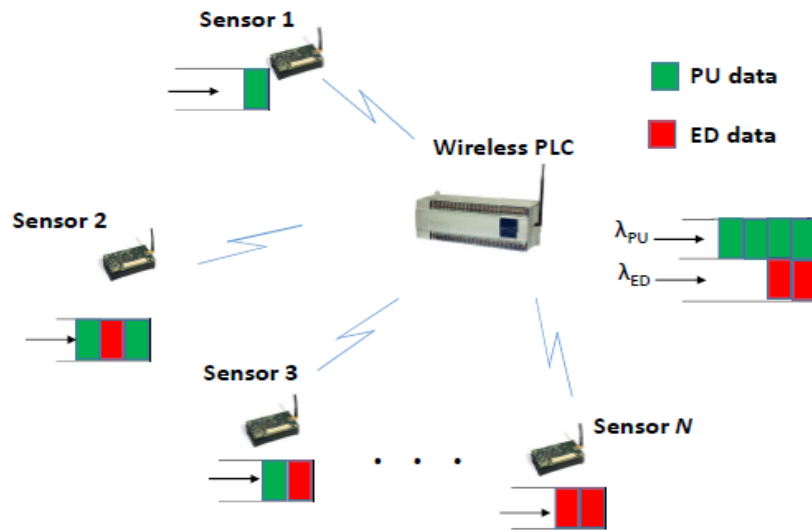 Sensor 1
PU data
ED data
Wireless PLC
Sensor 2
λPU
λED
Sensor 3
Sensor N
. . .